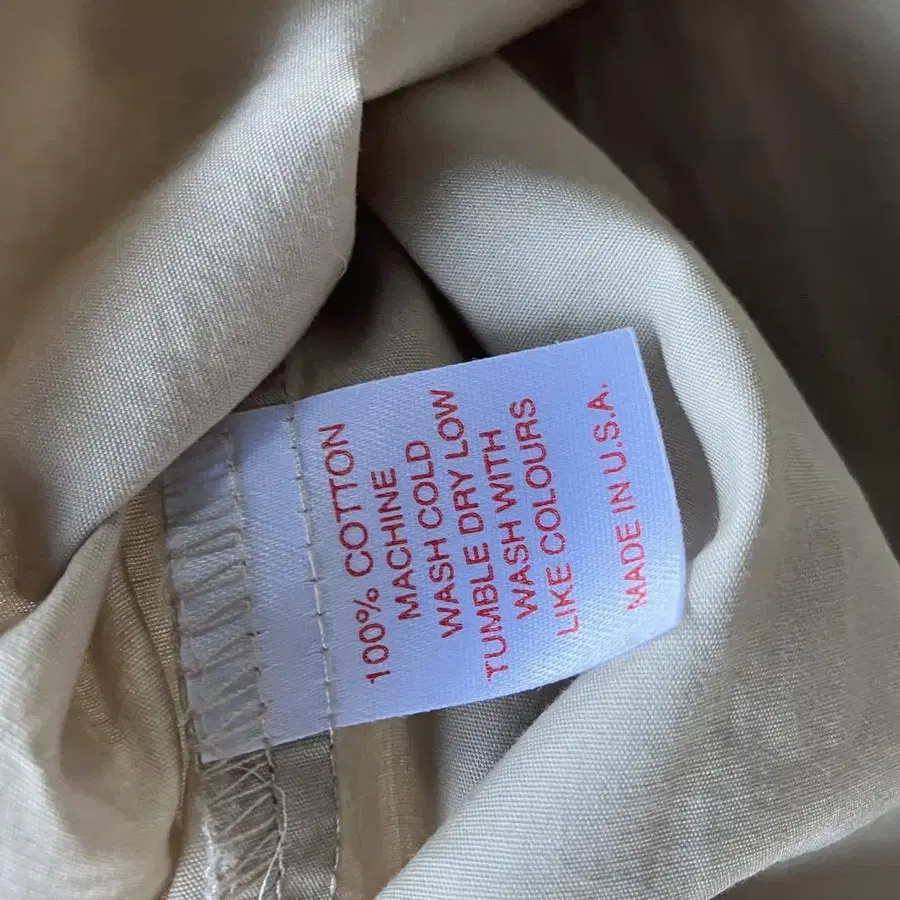 100% COTTON
MACHINE
WASH COLD
TUMBLE DRY LOW
WASH WITH
LIKE COLOURS
MADE IN U.S.A.